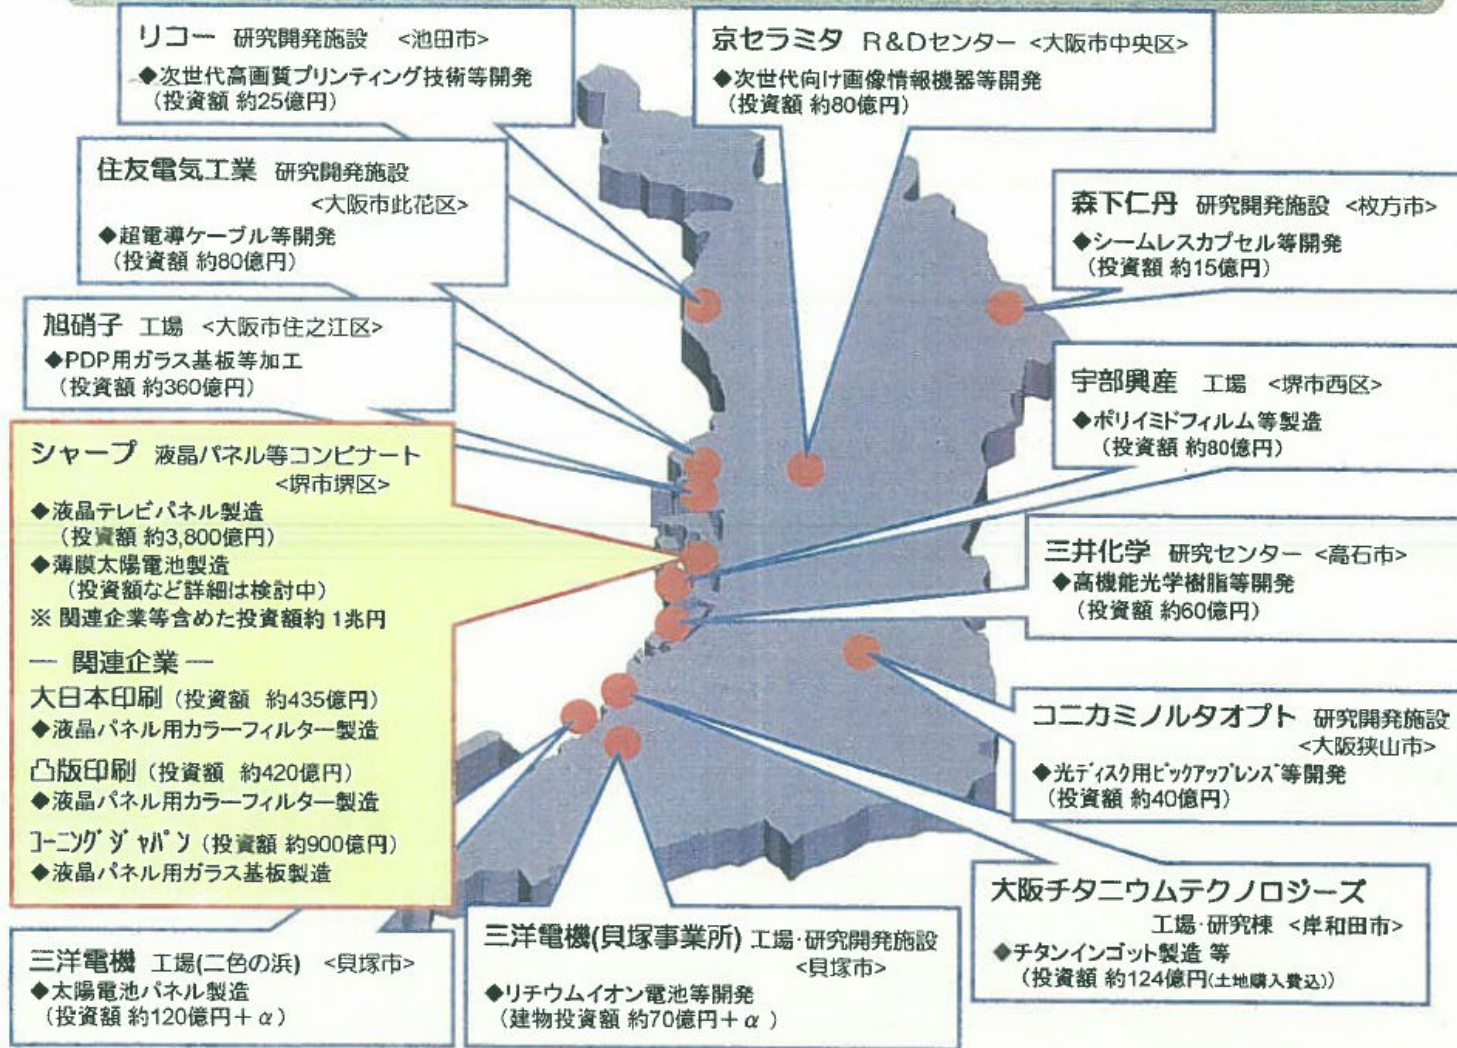 リコー 研究開発施設 <池田市>
◆次世代高画質プリンティング技術等開発
(投資額 約25億円)
京セラミタ R&Dセンター <大阪市中央区>
◆次世代向け画像情報機器等開発
(投資額 約80億円)
住友電気工業 研究開発施設
<大阪市此花区>
◆超電導ケーブル等開発
(投資額 約80億円)
森下仁丹 研究開発施設 <枚方市>
◆シームレスカプセル等開発
(投資額 約15億円)
旭硝子 工場 <大阪市住之江区>
◆PDP用ガラス基板等加工
(投資額 約360億円)
宇部興産 工場 <堺市西区>
◆ポリイミドフィルム等製造
(投資額 約80億円)
シャープ 液晶パネル等コンビナート
<堺市堺区>
◆液晶テレビパネル製造
(投資額 約3,800億円)
◆薄膜太陽電池製造
(投資額など詳細は検討中)
※ 関連企業等含めた投資額約 1兆円
― 関連企業 ―
大日本印刷 (投資額 約435億円)
◆液晶パネル用カラーフィルター製造
凸版印刷 (投資額 約420億円)
◆液晶パネル用カラーフィルター製造
コーニングジャパン (投資額 約900億円)
◆液晶パネル用ガラス基板製造
三井化学 研究センター <高石市>
◆高機能光学樹脂等開発
(投資額 約60億円)
コニカミノルタオプト 研究開発施設
<大阪狭山市>
◆光ディスク用ピックアップレンズ等開発
(投資額 約40億円)
大阪チタニウムテクノロジーズ
工場・研究棟 <岸和田市>
◆チタンインゴット製造 等
(投資額 約124億円(土地購入費込))
三洋電機 工場(二色の浜) <貝塚市>
◆太陽電池パネル製造
(投資額 約120億円+α)
三洋電機(貝塚事業所) 工場・研究開発施設
<貝塚市>
◆リチウムイオン電池等開発
(建物投資額 約70億円+α)